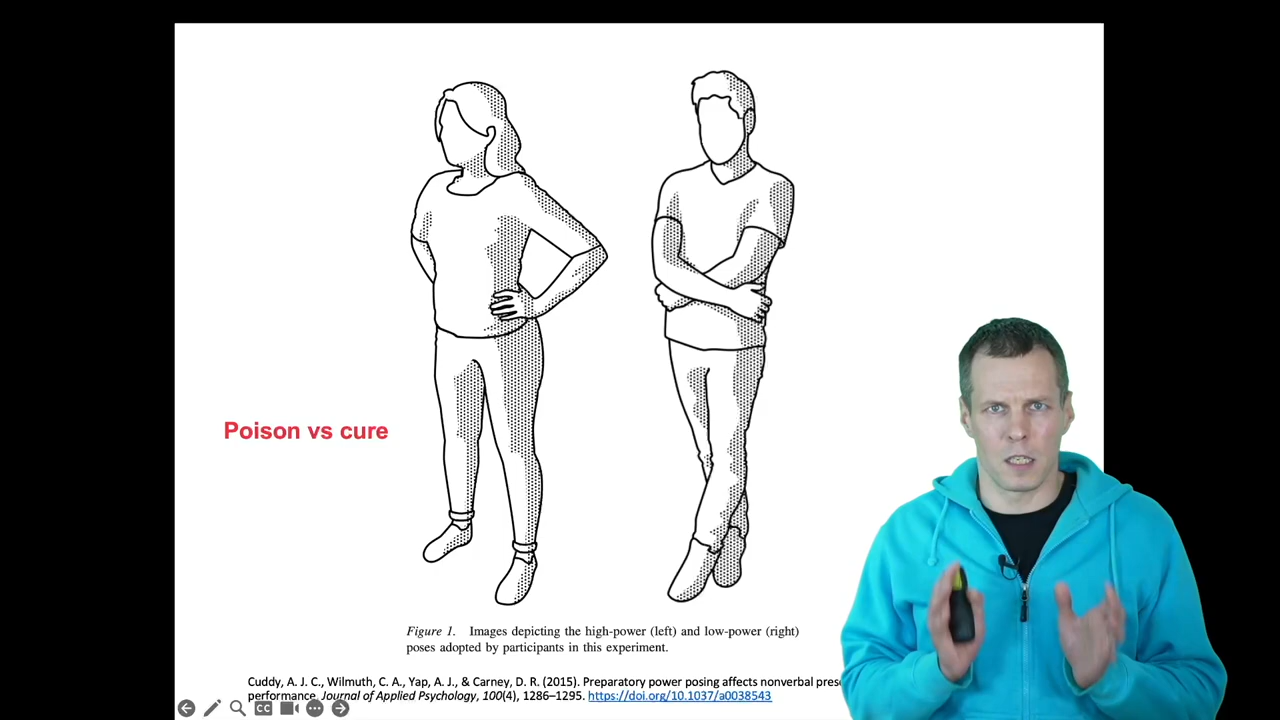 Poison vs cure
Figure 1. Images depicting the high-power (left) and low-power (right)
poses adopted by participants in this experiment.
Cuddy, A. J. C., Wilmuth, C. A., Yap, A. J., & Carney, D. R. (2015). Preparatory power posing affects nonverbal
performance. Journal of Applied Psychology, 100(4), 1286–1295. https://doi.org/10.1037/a0038543
CC